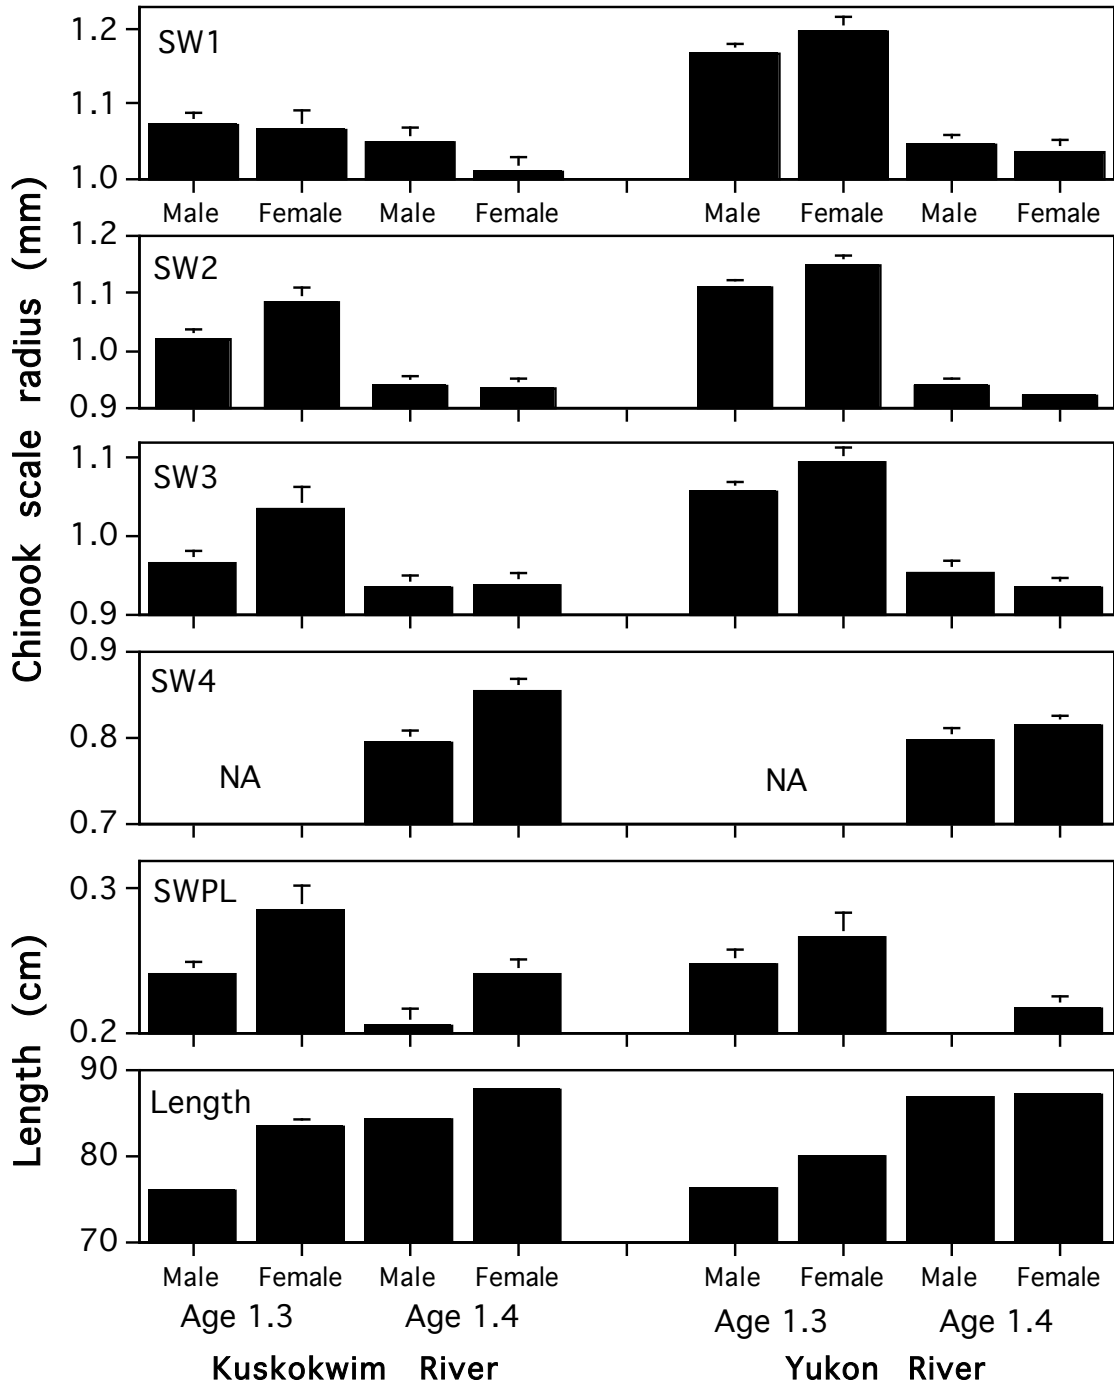 Chinook scale radius (mm)
Length (cm)
SW1
1.2
1.1
1.0
Male Female Male Female Male Female Male Female
SW2
1.2
1.1
1.0
0.9
SW3
1.1
1.0
0.9
SW4
0.9
0.8
0.7
NA NA
SWPL
0.3
0.2
Length
90
80
70
Male Female Male Female Male Female Male Female
Age 1.3 Age 1.4 Age 1.3 Age 1.4
Kuskokwim River Yukon River